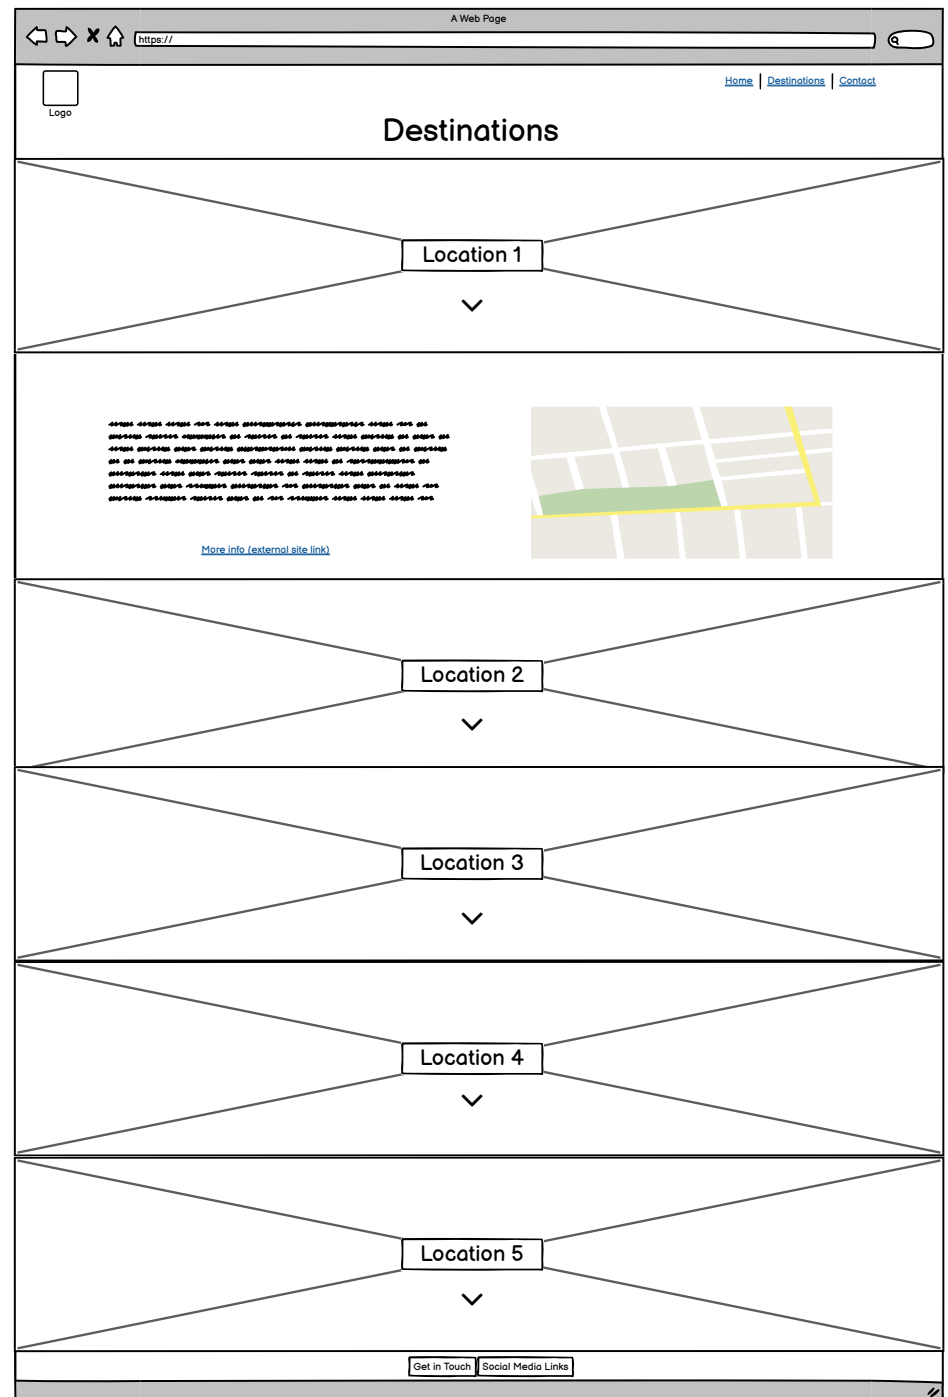 A Web Page
https://
Home Destinations Contact
Logo
Destinations
Location 1
More info (external site link)
Location 2
Location 3
Location 4
Location 5
Get in Touch Social Media Links